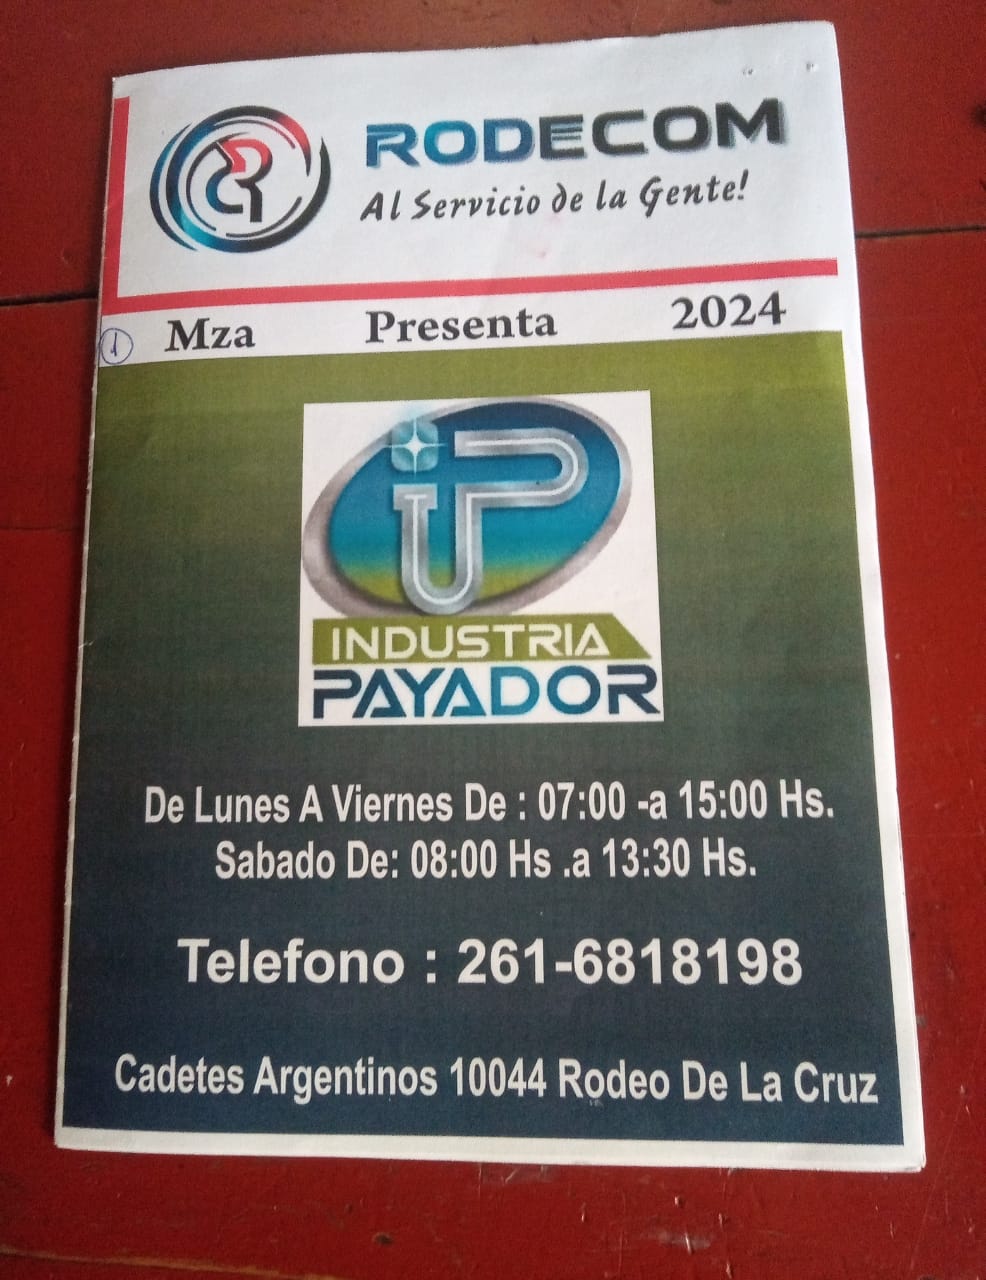 RODECOM
Al Servicio de la Gente!
Mza Presenta 2024
1
INDUSTRIA
PAYADOR
De Lunes A Viernes De : 07:00 -a 15:00 Hs.
Sabado De: 08:00 Hs .a 13:30 Hs.
Telefono : 261-6818198
Cadetes Argentinos 10044 Rodeo De La Cruz